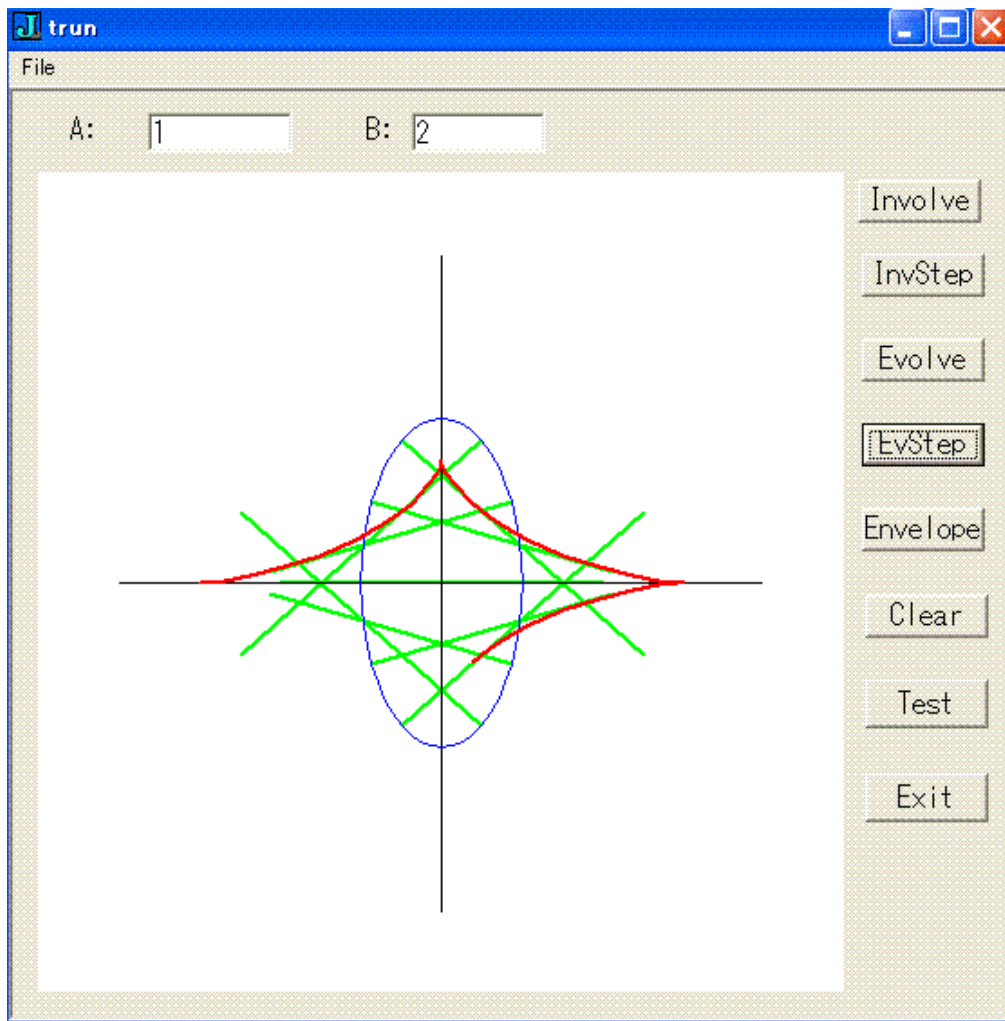 trun
File
A: 1 B: 2
Involve
InvStep
Evolve
EvStep
Envelope
Clear
Test
Exit